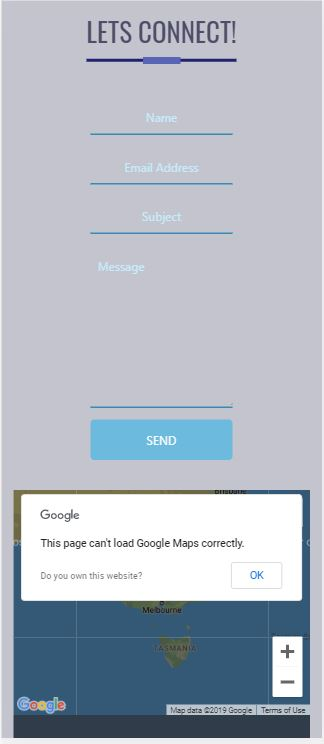 LETS CONNECT!
Name
Email Address
Subject
Message
SEND
Brisbane
Google
This page can't load Google Maps correctly.
Do you own this website?
OK
Melbourne
TASMANIA
+
−
Google
Map data ©2019 Google
Terms of Use